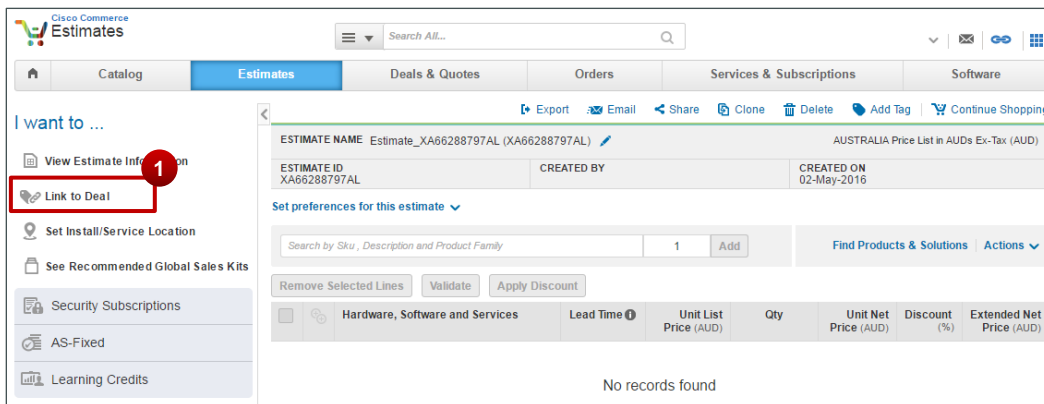 Cisco Commerce
Estimates
Search All...
Catalog
Estimates
Deals & Quotes
Orders
Services & Subscriptions
Software
I want to ...
View Estimate
Link to Deal
Set Install/Service Location
See Recommended Global Sales Kits
Security Subscriptions
AS-Fixed
Learning Credits
1
Export
Email
Share
Clone
Delete
Add Tag
Continue Shopping
ESTIMATE NAME Estimate_XA66288797AL (XA66288797AL)
AUSTRALIA Price List in AUDs Ex-Tax (AUD)
ESTIMATE ID
XA66288797AL
CREATED BY
CREATED ON
02-May-2016
Set preferences for this estimate
Search by Sku , Description and Product Family
1
Add
Find Products & Solutions
Actions
Remove Selected Lines
Validate
Apply Discount
Hardware, Software and Services
Lead Time
Unit List
Price (AUD)
Qty
Unit Net
Price (AUD)
Discount
(%)
Extended Net
Price (AUD)
No records found